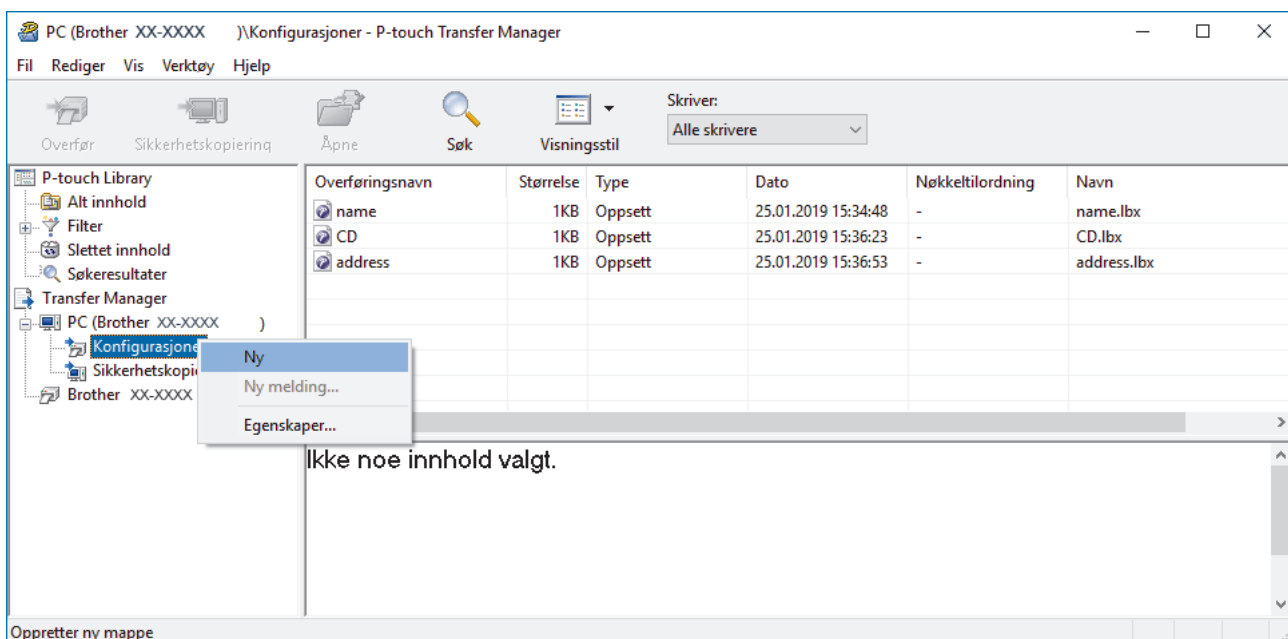 PC (Brother XX-XXXX )\Konfigurasjoner - P-touch Transfer Manager
Fil Rediger Vis Verktøy Hjelp
Overfør Sikkerhetskopiering Åpne Søk Visningsstil
Skriver:
Alle skrivere
P-touch Library
Alt innhold
Filter
Slettet innhold
Søkeresultater
Transfer Manager
PC (Brother XX-XXXX )
Konfigurasjone
Sikkerhetskopi
Brother XX-XXXX
Ny
Ny melding...
Egenskaper...
Overføringsnavn Størrelse Type Dato Nøkkeltilordning Navn
name 1KB Oppsett 25.01.2019 15:34:48 - name.lbx
CD 1KB Oppsett 25.01.2019 15:36:23 - CD.lbx
address 1KB Oppsett 25.01.2019 15:36:53 - address.lbx
Ikke noe innhold valgt.
Oppretter ny mappe